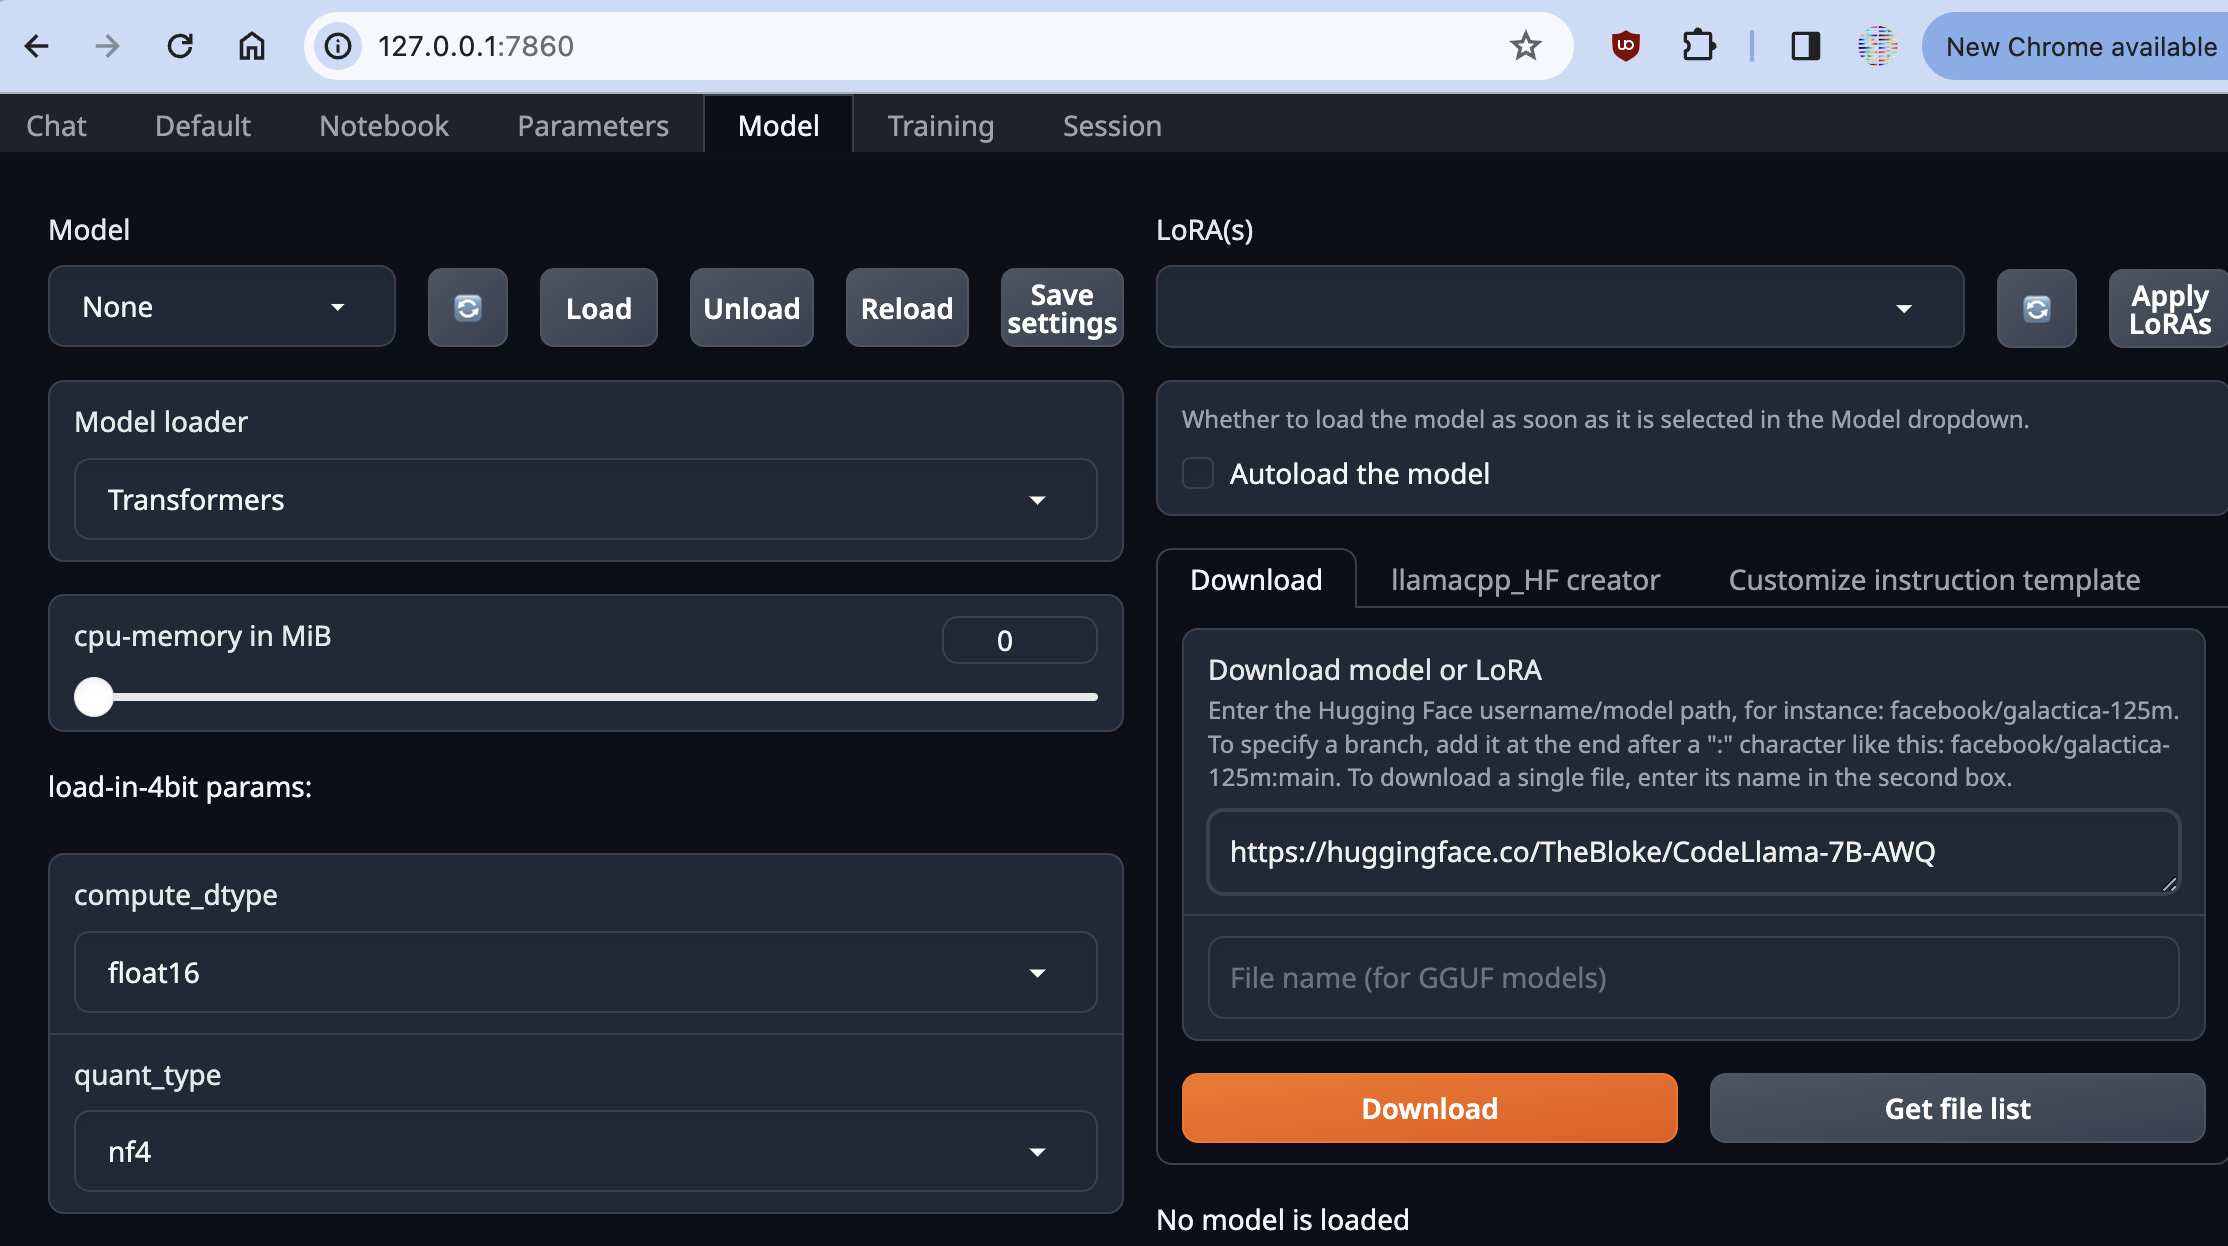 127.0.0.1:7860
New Chrome available
Chat Default Notebook Parameters Model Training Session
Model
None
Load
Unload
Reload
Save
settings
LoRA(s)
Apply
LoRAs
Model loader
Transformers
cpu-memory in MiB
0
load-in-4bit params:
compute_dtype
float16
quant_type
nf4
Whether to load the model as soon as it is selected in the Model dropdown.
Autoload the model
Download llamacpp_HF creator Customize instruction template
Download model or LoRA
Enter the Hugging Face username/model path, for instance: facebook/galactica-125m.
To specify a branch, add it at the end after a ":" character like this: facebook/galactica-
125m:main. To download a single file, enter its name in the second box.
https://huggingface.co/TheBloke/CodeLlama-7B-AWQ
File name (for GGUF models)
Download
Get file list
No model is loaded